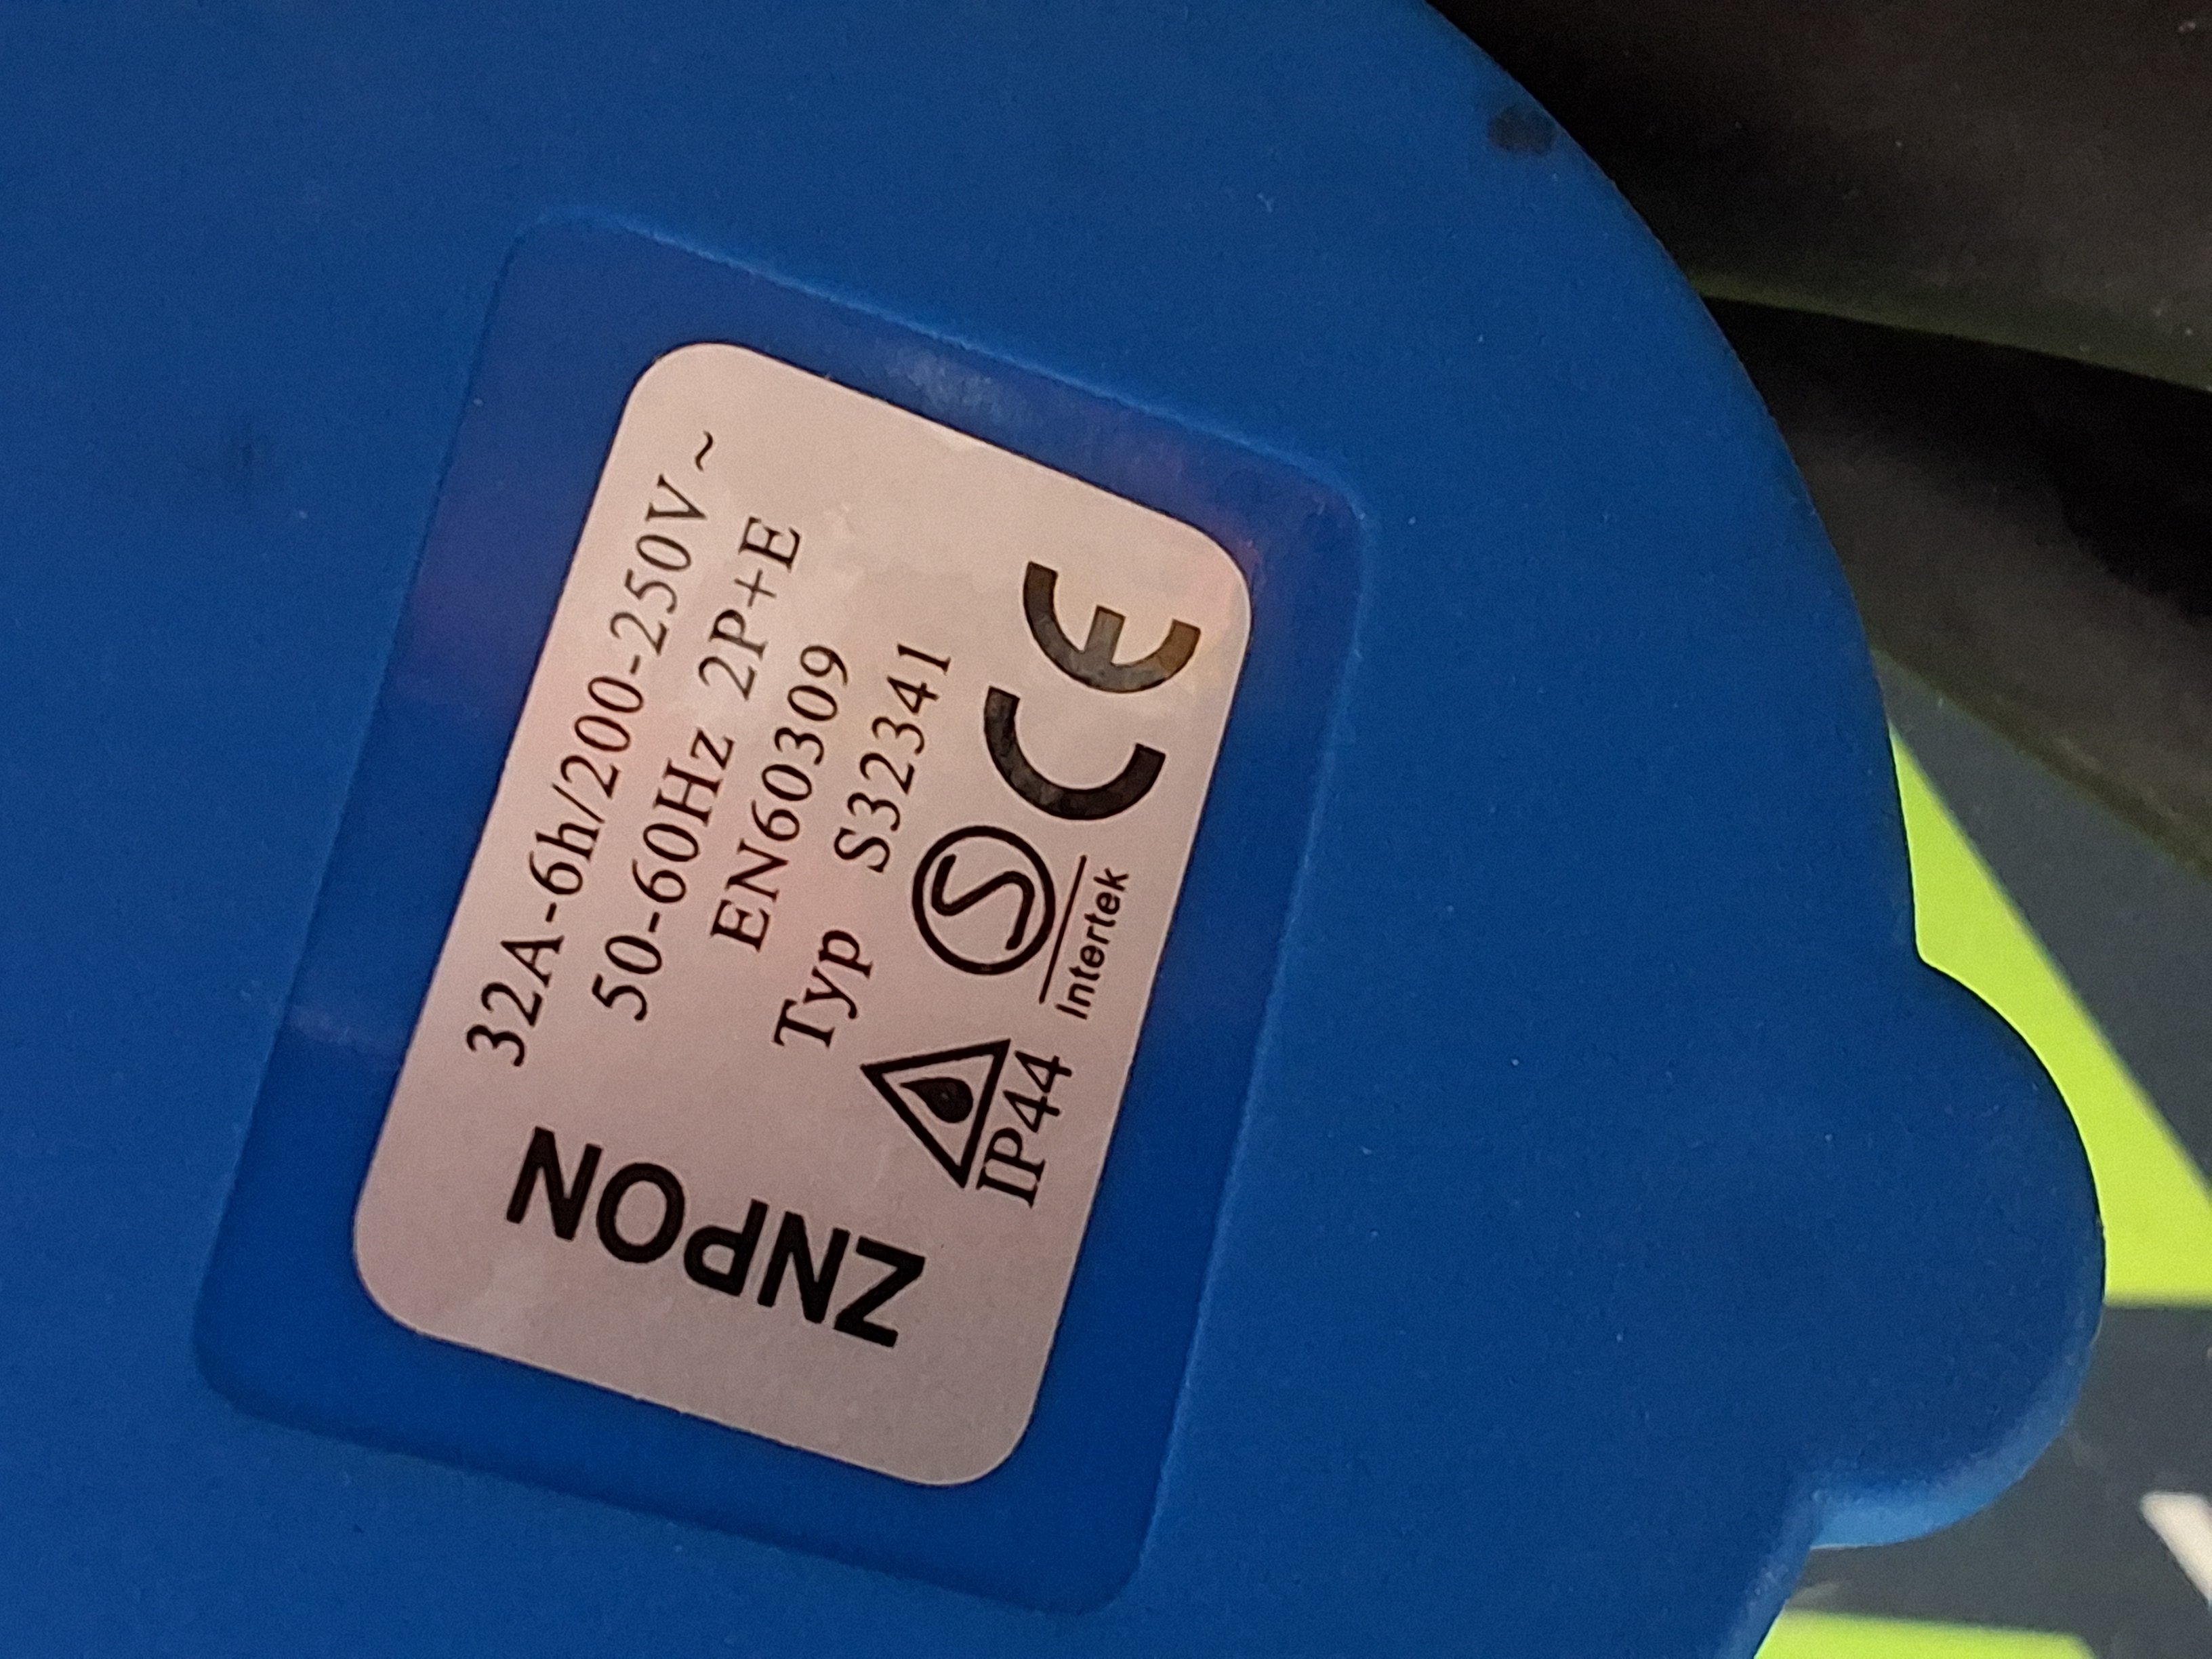 ZNPON
32A-6h/200-250V~
50-60Hz 2P+E
EN60309
Typ S32341
IP44
S
Intertek
CE